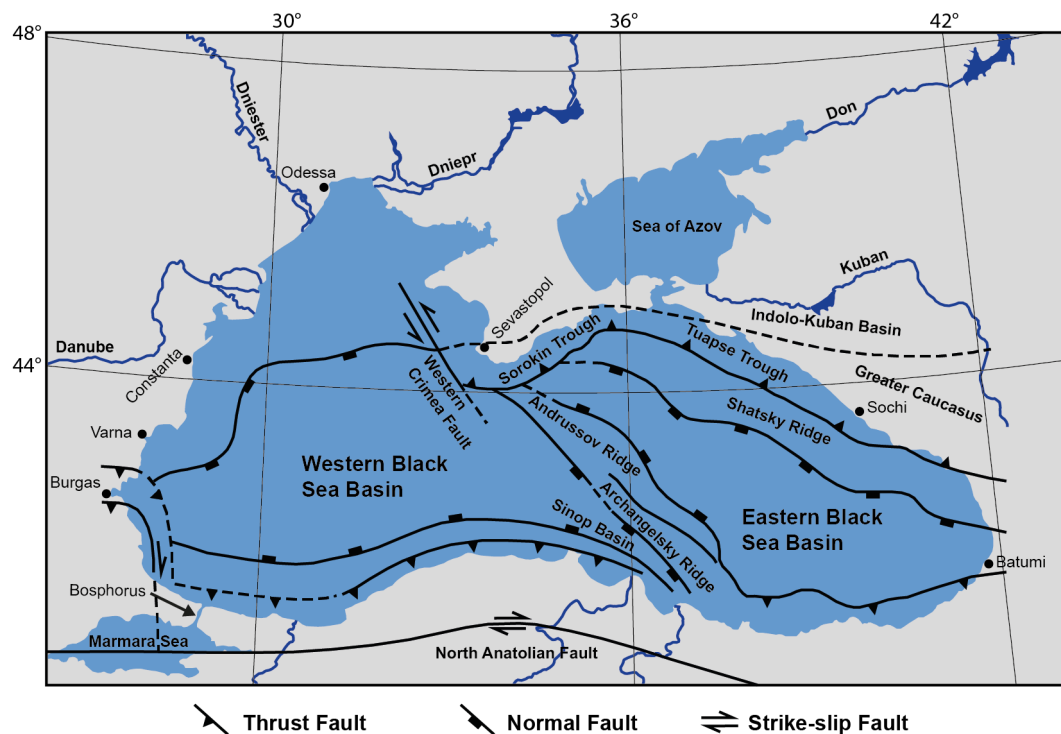 30°
36°
42°
48°
44°
Dniester
Odessa
Dniepr
Don
Sea of Azov
Kuban
Indolo-Kuban Basin
Danube
Constanta
Sevastopol
Sorokin Trough
Tuapse Trough
Greater Caucasus
Western
Crimea Fault
Sochi
Shatsky Ridge
Andrussov Ridge
Varna
Burgas
Western Black
Sea Basin
Archangelsky Ridge
Sinop Basin
Eastern Black
Sea Basin
Batumi
Bosphorus
Marmara Sea
North Anatolian Fault
Thrust Fault
Normal Fault
Strike-slip Fault